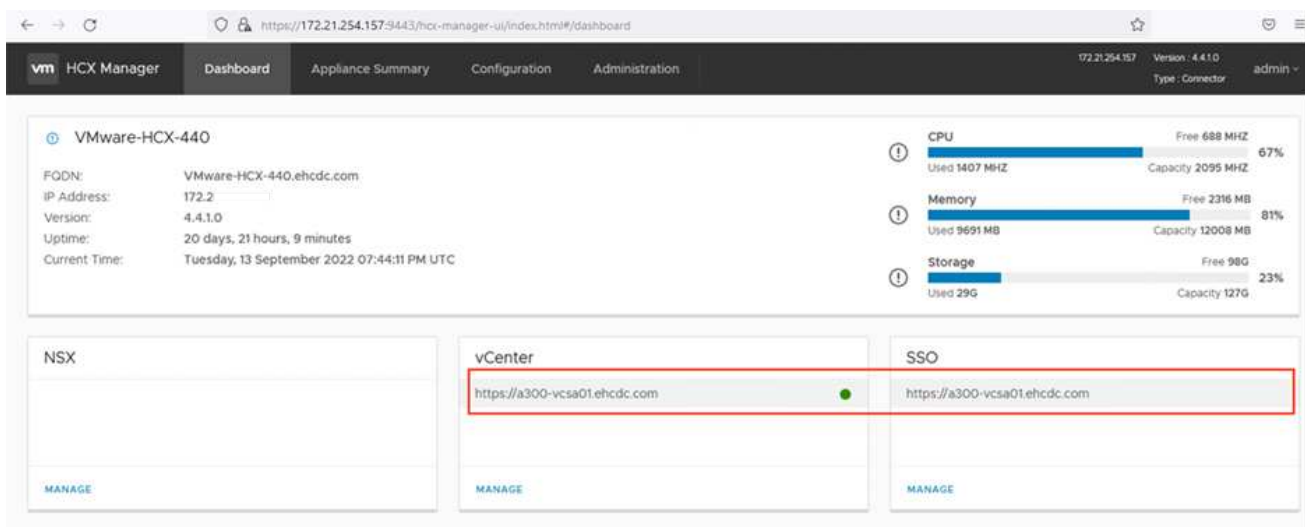 https://172.21.254.157:9443/hcx-manager-ui/index.html#/dashboard
vm HCX Manager Dashboard Appliance Summary Configuration Administration 172.21.254.157 Version : 4.4.1.0 admin
Type : Connector
VMware-HCX-440
FQDN: VMware-HCX-440.ehcdc.com
IP Address: 172.2
Version: 4.4.1.0
Uptime: 20 days, 21 hours, 9 minutes
Current Time: Tuesday, 13 September 2022 07:44:11 PM UTC
CPU Free 688 MHZ
67%
Used 1407 MHZ Capacity 2095 MHZ
Memory Free 2316 MB
81%
Used 9691 MB Capacity 12008 MB
Storage Free 98G
23%
Used 29G Capacity 127G
NSX
MANAGE
vCenter
https://a300-vcsa01.ehcdc.com
MANAGE
SSO
https://a300-vcsa01.ehcdc.com
MANAGE